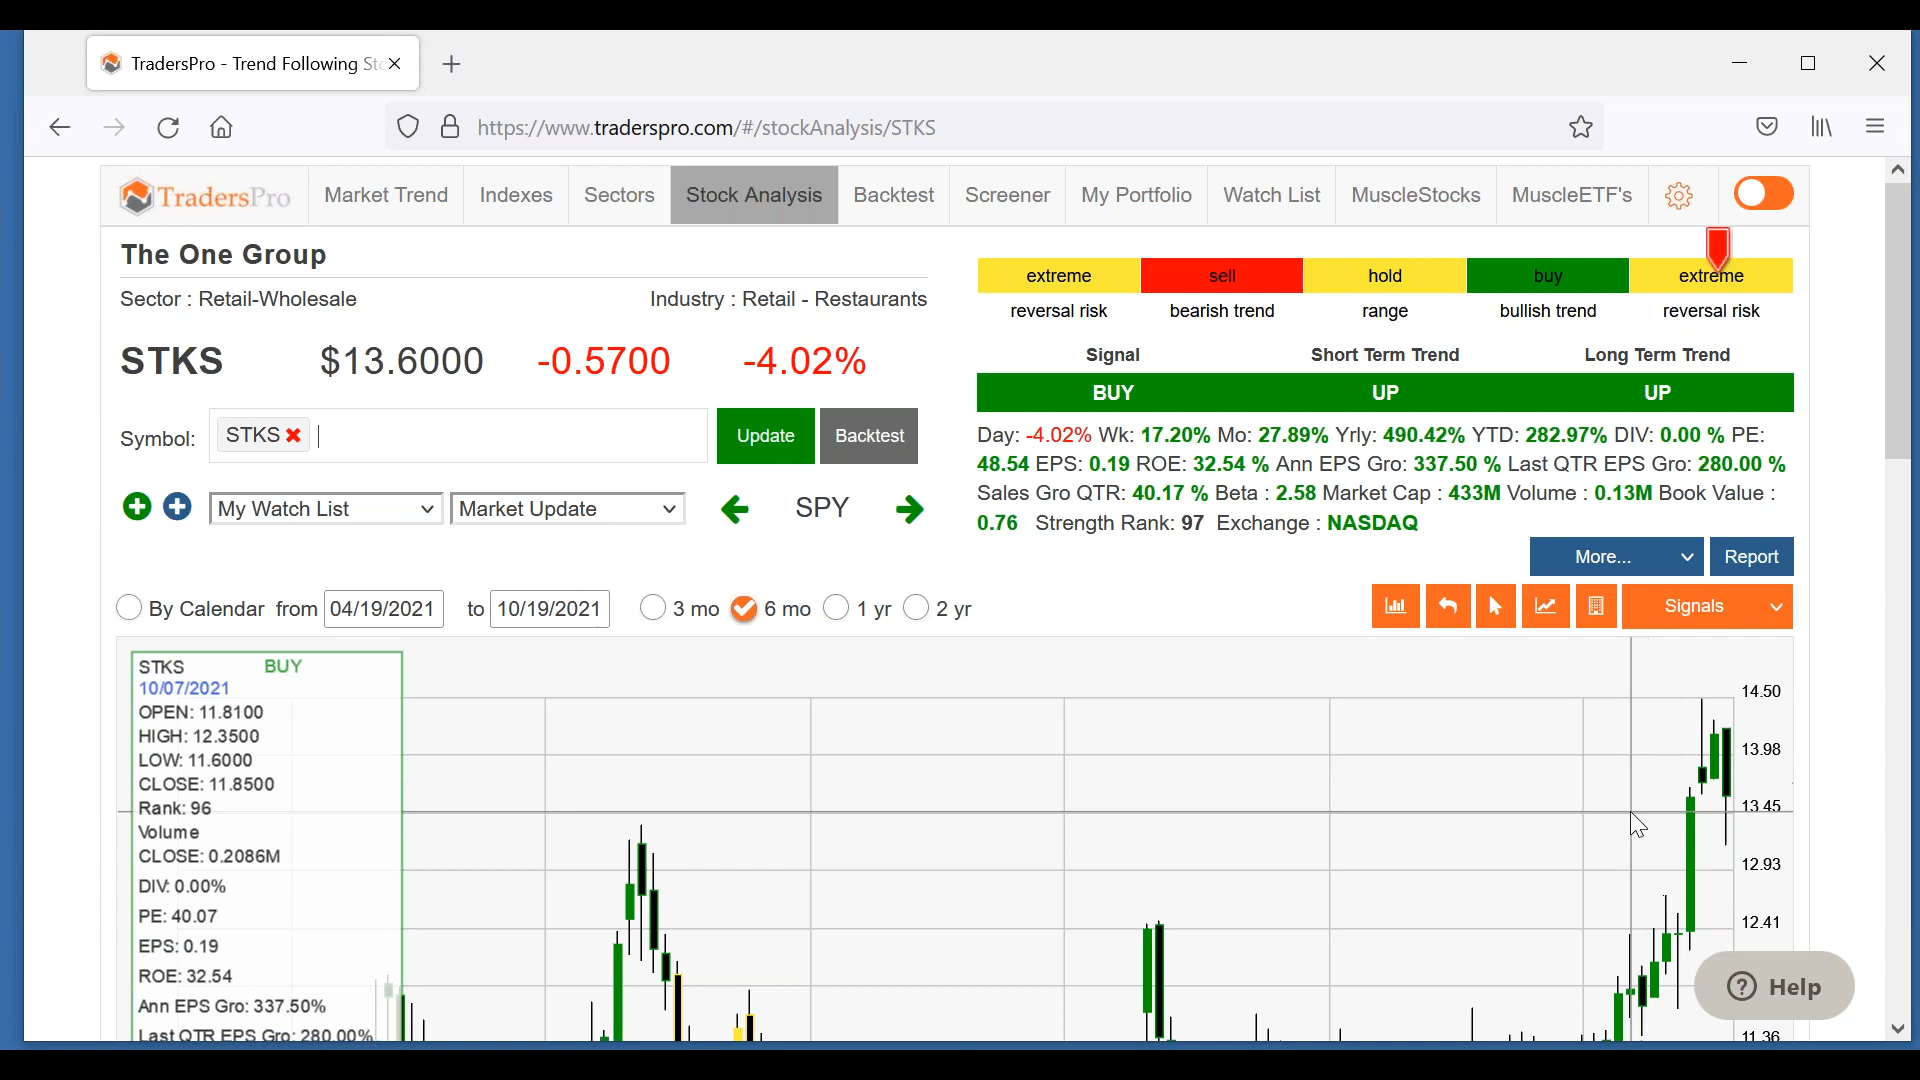 TradersPro - Trend Following Sto
https://www.traderspro.com/#/stockAnalysis/STKS
TradersPro Market Trend Indexes Sectors Stock Analysis Backtest Screener My Portfolio Watch List MuscleStocks MuscleETF's
The One Group
Sector : Retail-Wholesale Industry : Retail - Restaurants
STKS $13.6000 -0.5700 -4.02%
Symbol: STKS Update Backtest
My Watch List Market Update SPY
extreme sell hold buy extreme
reversal risk bearish trend range bullish trend reversal risk
Signal Short Term Trend Long Term Trend
BUY UP UP
Day: -4.02% Wk: 17.20% Mo: 27.89% Yrly: 490.42% YTD: 282.97% DIV: 0.00 % PE:
48.54 EPS: 0.19 ROE: 32.54 % Ann EPS Gro: 337.50 % Last QTR EPS Gro: 280.00 %
Sales Gro QTR: 40.17 % Beta : 2.58 Market Cap : 433M Volume : 0.13M Book Value :
0.76 Strength Rank: 97 Exchange : NASDAQ
More... Report
By Calendar from 04/19/2021 to 10/19/2021 3 mo 6 mo 1 yr 2 yr
Signals
STKS BUY
10/07/2021
OPEN: 11.8100
HIGH: 12.3500
LOW: 11.6000
CLOSE: 11.8500
Rank: 96
Volume
CLOSE: 0.2086M
DIV: 0.00%
PE: 40.07
EPS: 0.19
ROE: 32.54
Ann EPS Gro: 337.50%
Last QTR EPS Gro: 280.00%
14.50
13.98
13.45
12.93
12.41
11.36
Help